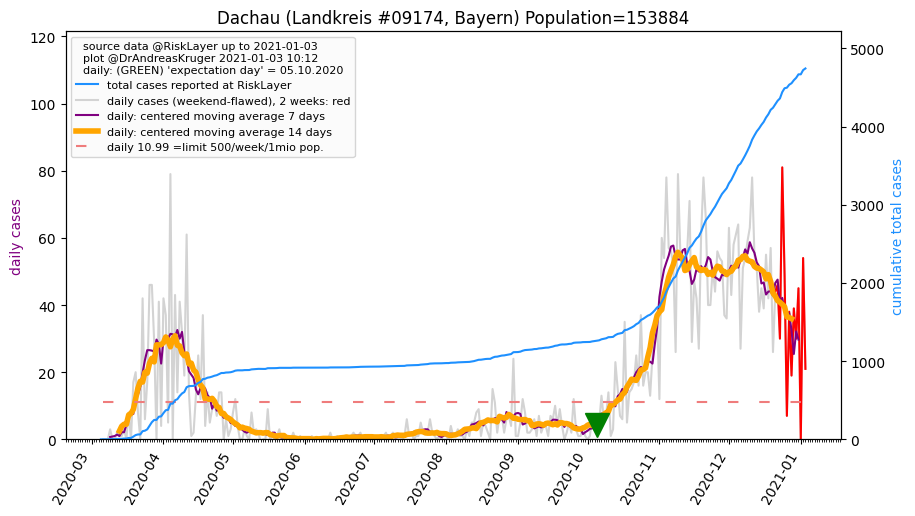 Dachau (Landkreis #09174, Bayern) Population=153884
source data @RiskLayer up to 2021-01-03
plot @DrAndreasKruger 2021-01-03 10:12
daily: (GREEN) 'expectation day' = 05.10.2020
total cases reported at RiskLayer
daily cases (weekend-flawed), 2 weeks: red
daily: centered moving average 7 days
daily: centered moving average 14 days
daily 10.99 =limit 500/week/1mio pop.
daily cases
120
100
80
60
40
20
0
cumulative total cases
5000
4000
3000
2000
1000
0
2020-03
2020-04
2020-05
2020-06
2020-07
2020-08
2020-09
2020-10
2020-11
2020-12
2021-01